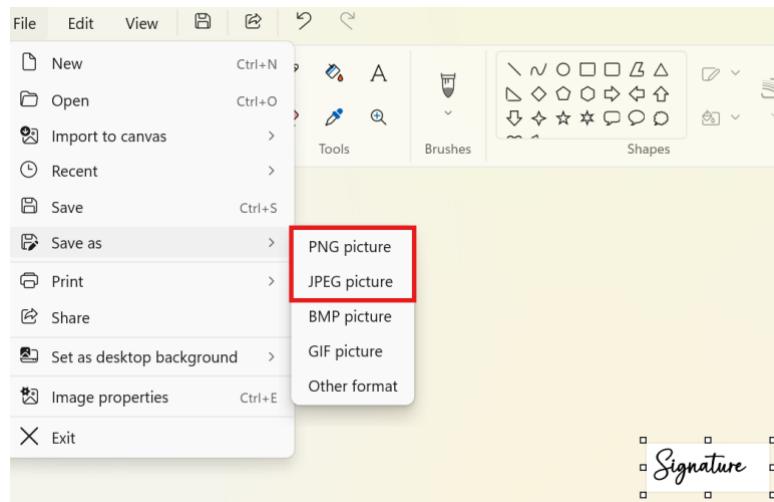 File Edit View
New Ctrl+N
Open Ctrl+O
Import to canvas
Recent
Save Ctrl+S
Save as
Print
Share
Set as desktop background
Image properties Ctrl+E
Exit
PNG picture
JPEG picture
BMP picture
GIF picture
Other format
A
Tools
Brushes
Shapes
Signature